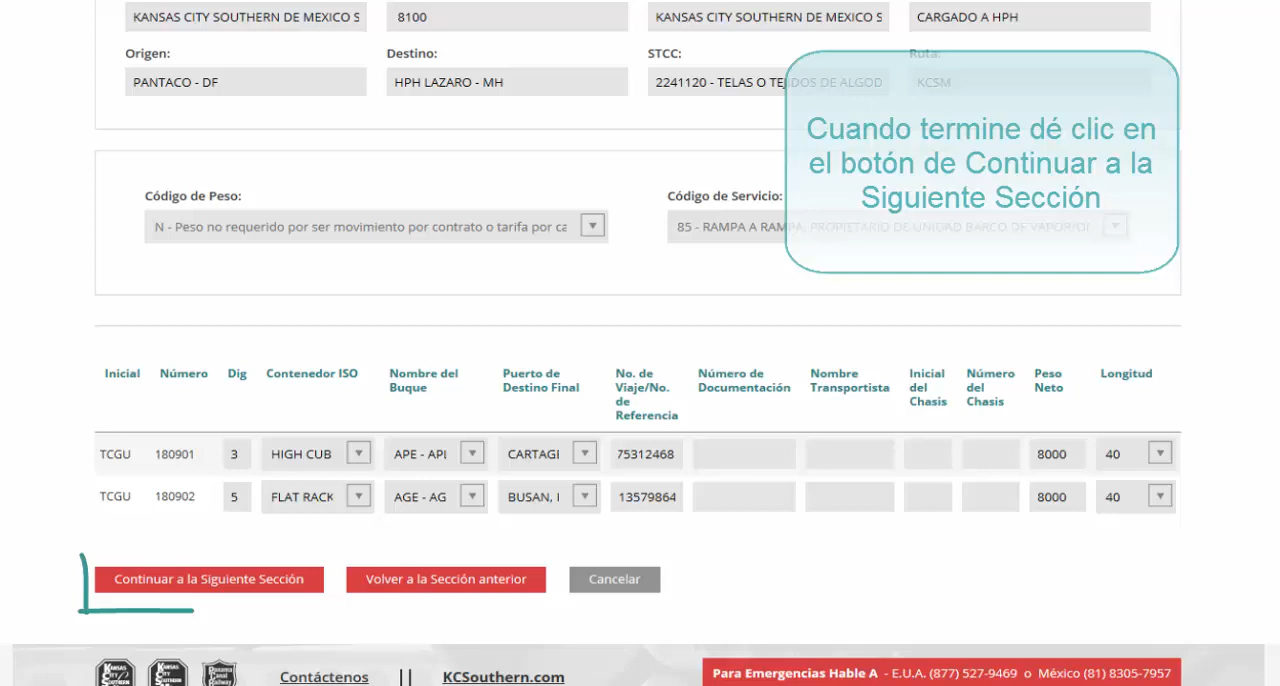 KANSAS CITY SOUTHERN DE MEXICO S
8100
KANSAS CITY SOUTHERN DE MEXICO S
CARGADO A HPH
Origen:
Destino:
STCC:
Ruta:
PANTACO - DF
HPH LAZARO - MH
2241120 - TELAS O TEJIDOS DE ALGOD
KCSM
Cuando termine dé clic en
el botón de Continuar a la
Siguiente Sección
Código de Peso:
Código de Servicio:
N - Peso no requerido por ser movimiento por contrato o tarifa por ca
85 - RAMPA A RAMPA, PROPIETARIO DE UNIDAD BARCO DE VAPOR/DI
Inicial Número Dig Contenedor ISO Nombre del Puerto de No. de Número de Nombre Inicial Número Peso Longitud
Buque Destino Final Viaje/No. Documentación Transportista del del Neto
de Chasis Chasis
Referencia
TCGU 180901 3 HIGH CUB APE - API CARTAGI 75312468 8000 40
TCGU 180902 5 FLAT RACK AGE - AG BUSAN, I 13579864 8000 40
Continuar a la Siguiente Sección
Volver a la Sección anterior
Cancelar
Contáctenos || KCSouthern.com
Para Emergencias Hable A - E.U.A. (877) 527-9469 o México (81) 8305-7957